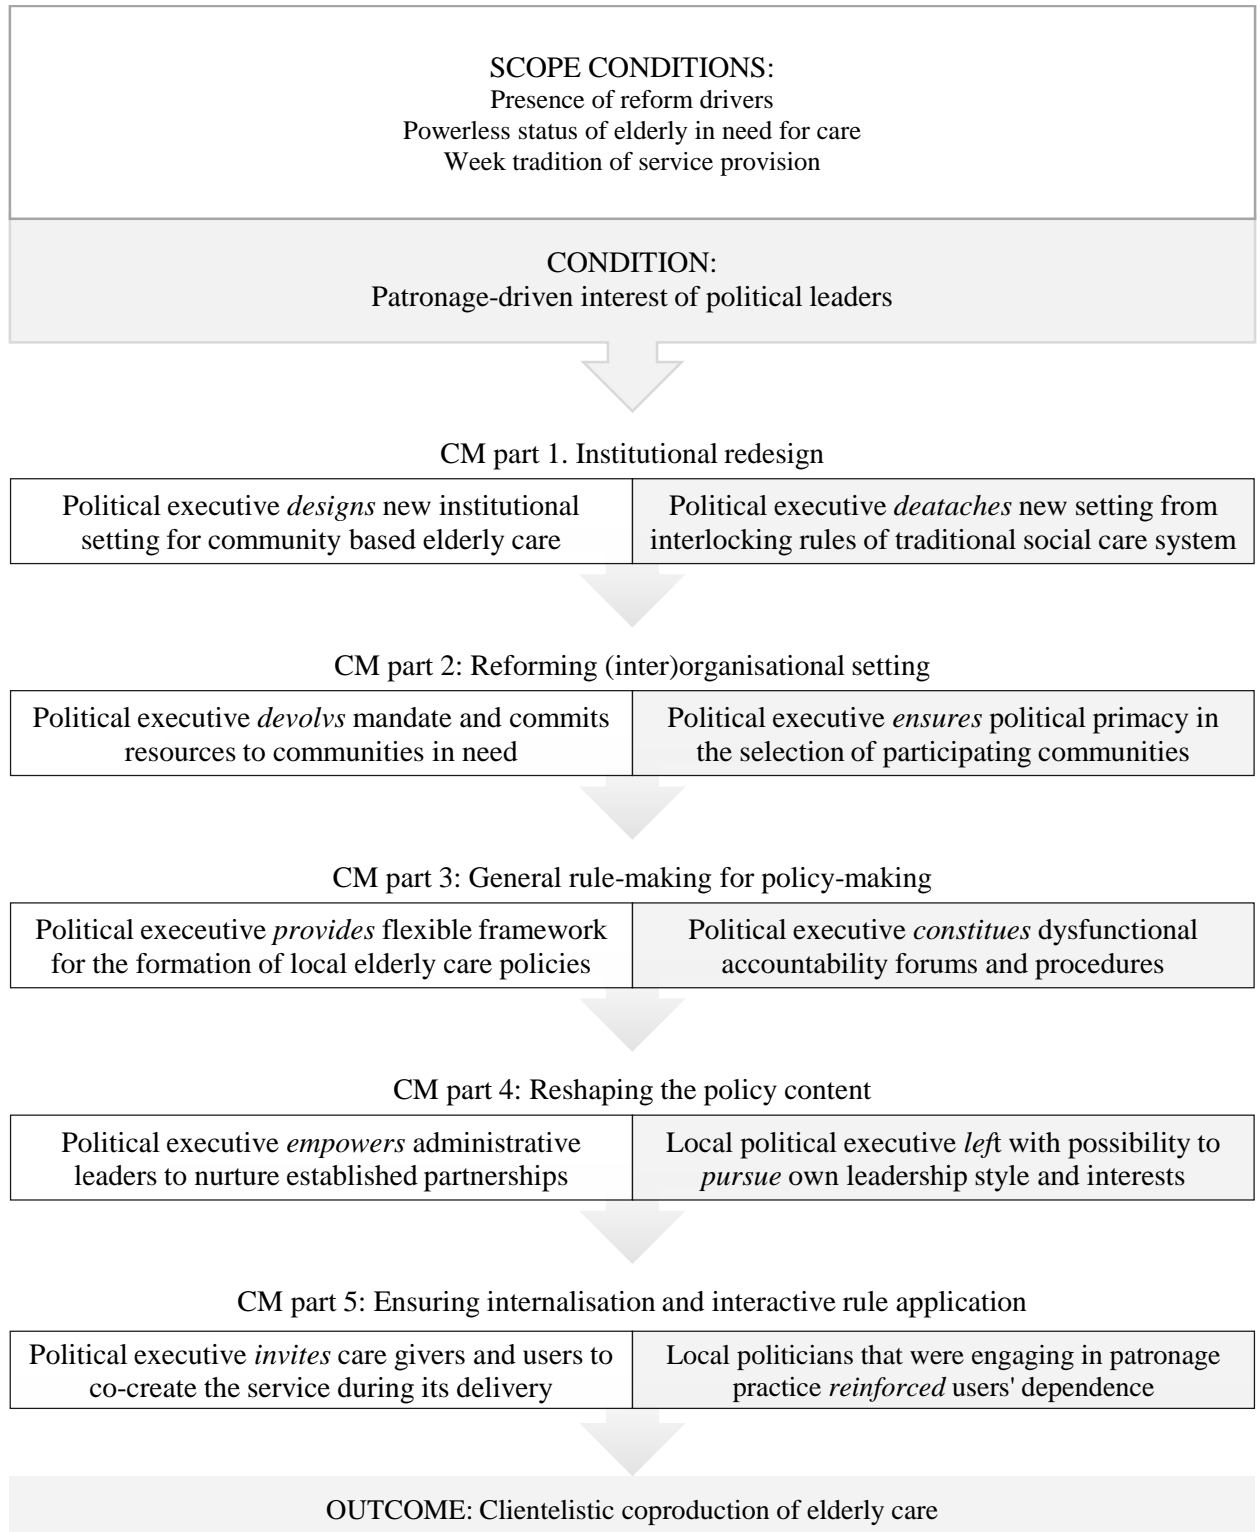 SCOPE CONDITIONS:
Presence of reform drivers
Powerless status of elderly in need for care
Week tradition of service provision
CONDITION:
Patronage-driven interest of political leaders
CM part 1. Institutional redesign
Political executive designs new institutional
setting for community based elderly care
Political executive deataches new setting from
interlocking rules of traditional social care system
CM part 2: Reforming (inter)organisational setting
Political executive devolvs mandate and commits
resources to communities in need
Political executive ensures political primacy in
the selection of participating communities
CM part 3: General rule-making for policy-making
Political execeutive provides flexible framework
for the formation of local elderly care policies
Political executive constitues dysfunctional
accountability forums and procedures
CM part 4: Reshaping the policy content
Political executive empowers administrative
leaders to nurture established partnerships
Local political executive left with possibility to
pursue own leadership style and interests
CM part 5: Ensuring internalisation and interactive rule application
Political executive invites care givers and users to
co-create the service during its delivery
Local politicians that were engaging in patronage
practice reinforced users' dependence
OUTCOME: Clientelistic coproduction of elderly care